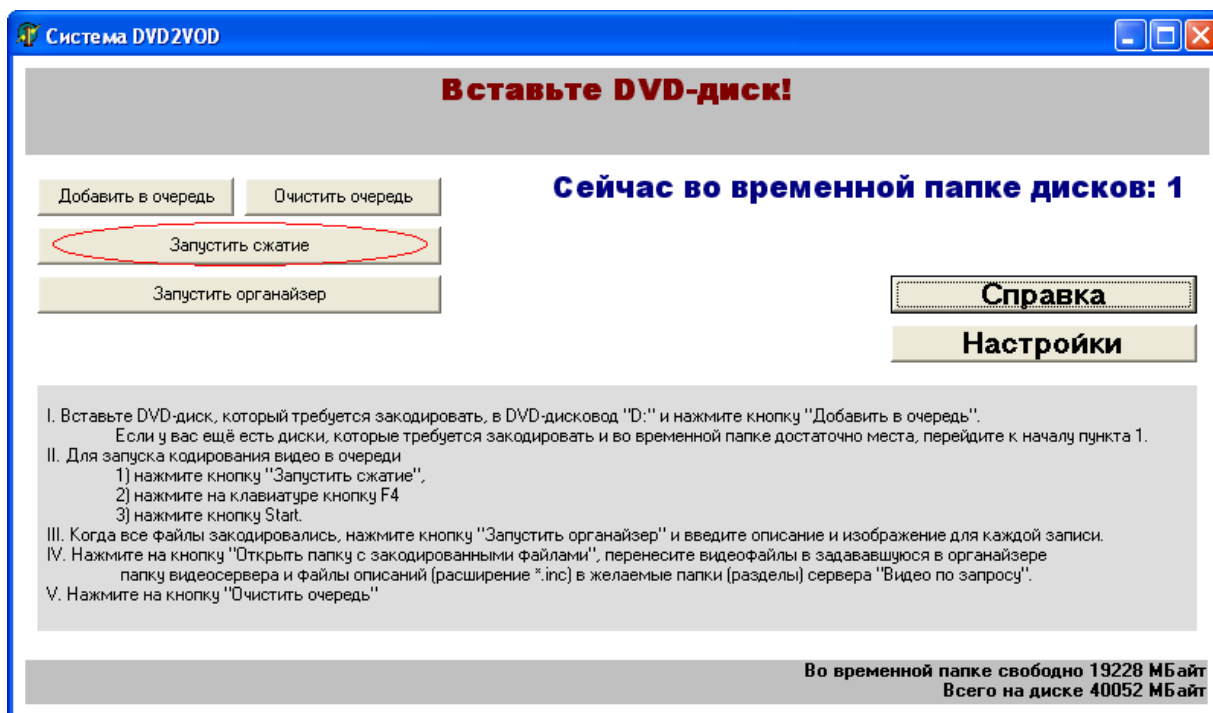 Система DVD2VOD
Вставьте DVD-диск!
Добавить в очередь
Очистить очередь
Сейчас во временной папке дисков: 1
Запустить сжатие
Запустить органайзер
Справка
Настройки
I. Вставьте DVD-диск, который требуется закодировать, в DVD-дисковод "D:" и нажмите кнопку "Добавить в очередь".
Если у вас ещё есть диски, которые требуется закодировать и во временной папке достаточно места, перейдите к началу пункта 1.
II. Для запуска кодирования видео в очереди
1) нажмите кнопку "Запустить сжатие",
2) нажмите на клавиатуре кнопку F4
3) нажмите кнопку Start.
III. Когда все файлы закодировались, нажмите кнопку "Запустить органайзер" и введите описание и изображение для каждой записи.
IV. Нажмите на кнопку "Открыть папку с закодированными файлами", перенесите видеофайлы в задававшуюся в органайзере
папку видеосервера и файлы описаний (расширение *.inc) в желаемые папки (разделы) сервера "Видео по запросу".
V. Нажмите на кнопку "Очистить очередь"
Во временной папке свободно 19228 МБайт
Всего на диске 40052 МБайт